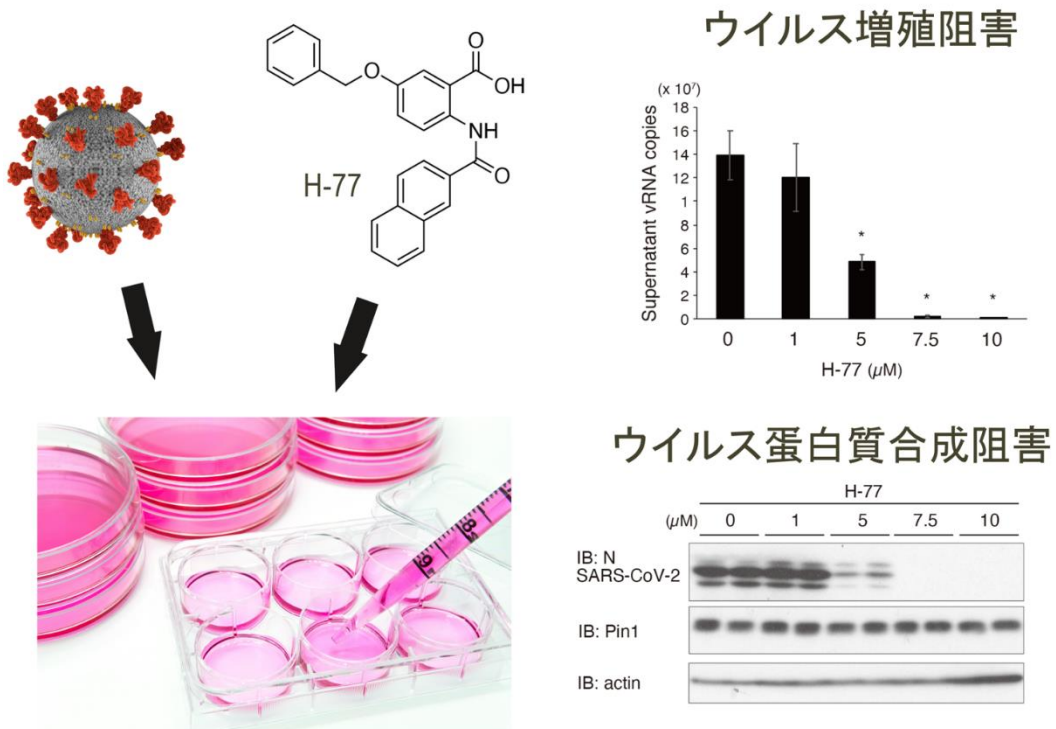 O
O
OH
NH
O
H-77
ウイルス増殖阻害
(x 10⁷)
Supernatant vRNA copies
18
16
14
12
10
8
6
4
2
0
*
*
*
0 1 5 7.5 10
H-77 (µM)
ウイルス蛋白質合成阻害
H-77
(µM) 0 1 5 7.5 10
IB: N
SARS-CoV-2
IB: Pin1
IB: actin